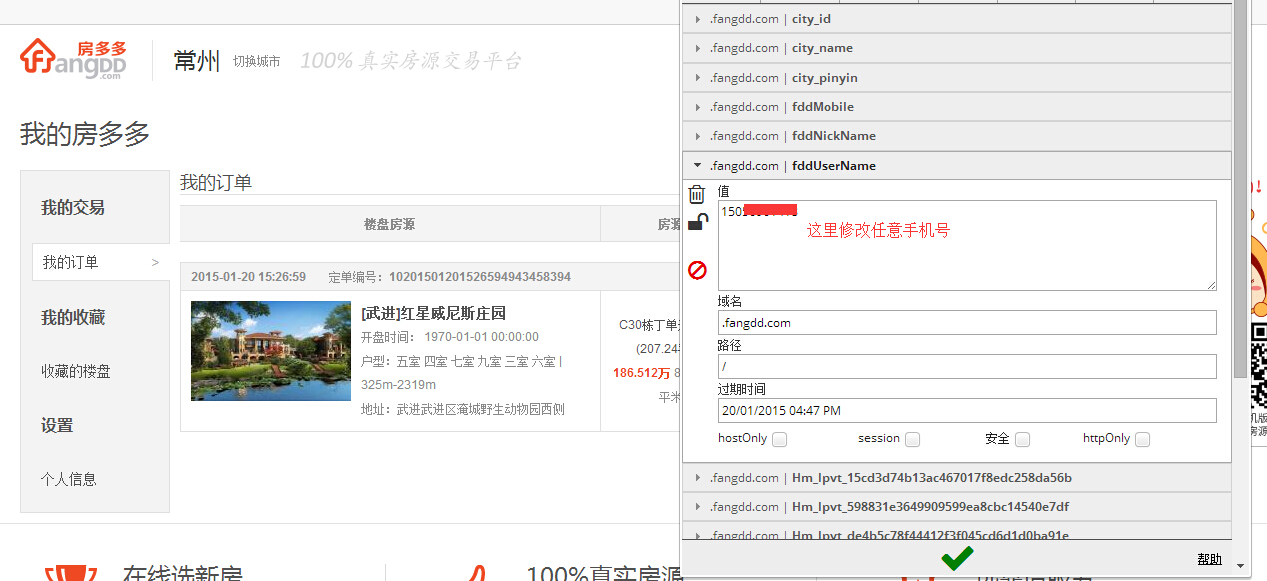 房多多
FangDD
.com
常州 切换城市 100% 真实房源交易平台
我的房多多
我的交易
我的订单 >
我的收藏
收藏的楼盘
设置
个人信息
我的订单
楼盘房源 房源
2015-01-20 15:26:59 定单编号：10201501201526594943458394
[武进]红星威尼斯庄园
开盘时间： 1970-01-01 00:00:00
户型：五室 四室 七室 九室 三室 六室 |
325m-2319m
地址：武进武进区淹城野生动物园西侧
C30栋丁单
(207.24
186.512万
平米
在线选新房
100%真实房源
.fangdd.com | city_id
.fangdd.com | city_name
.fangdd.com | city_pinyin
.fangdd.com | fddMobile
.fangdd.com | fddNickName
.fangdd.com | fddUserName
值
150
这里修改任意手机号
域名
.fangdd.com
路径
/
过期时间
20/01/2015 04:47 PM
hostOnly session 安全 httpOnly
.fangdd.com | Hm_lpvt_15cd3d74b13ac467017f8edc258da56b
.fangdd.com | Hm_lpvt_598831e3649909599ea8cbc14540e7df
.fangdd.com | Hm_lpvt_de4b5c78f44412f3f045cd6d1d0ba91e
帮助